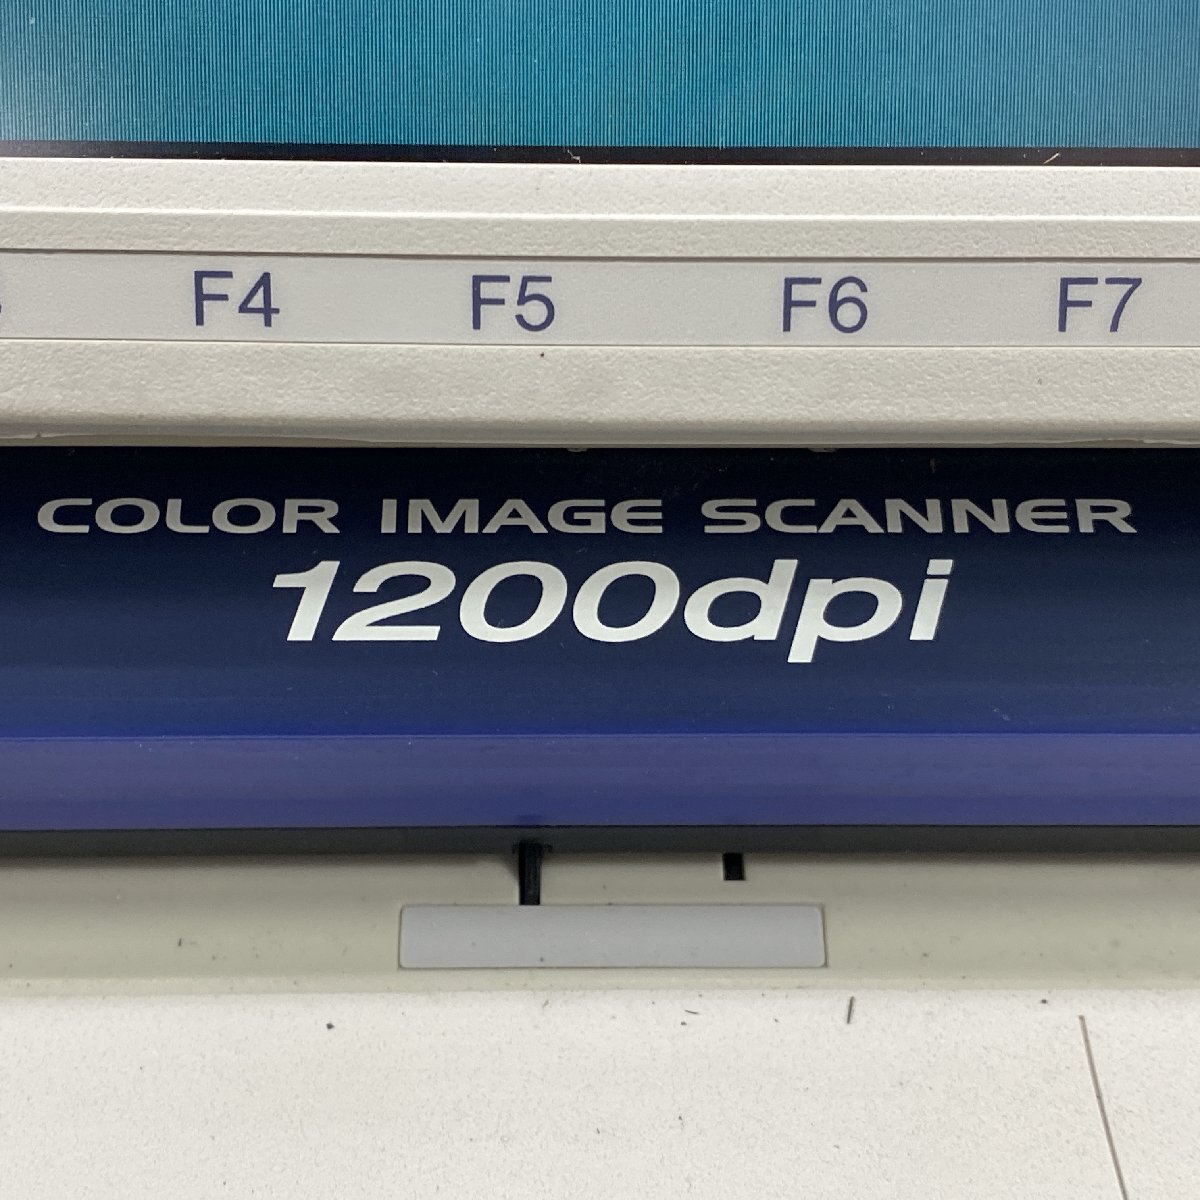 F4 F5 F6 F7
COLOR IMAGE SCANNER
1200dpi